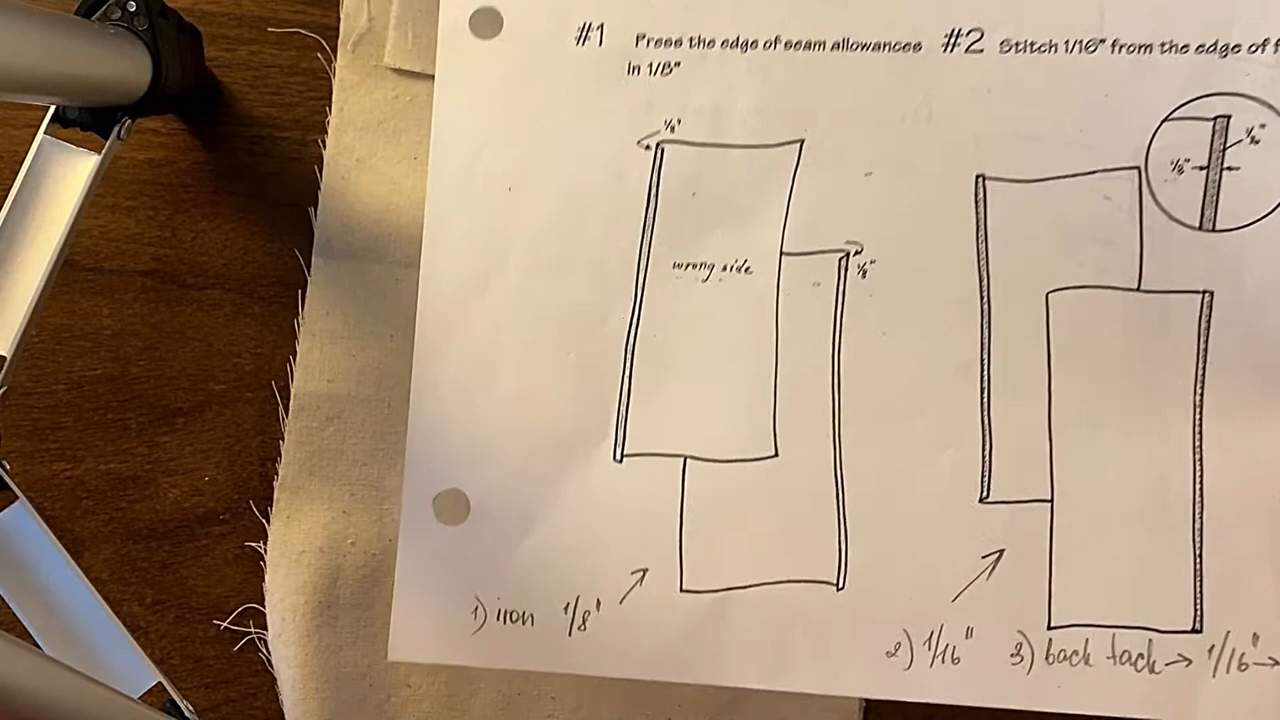 #1 Press the edge of seam allowances
in 1/8"
#2 Stitch 1/16" from the edge of f
1/8"
wrong side
1/8"
1/8"
1) iron 1/8"
2) 1/16" 3) back tack → 1/16" →